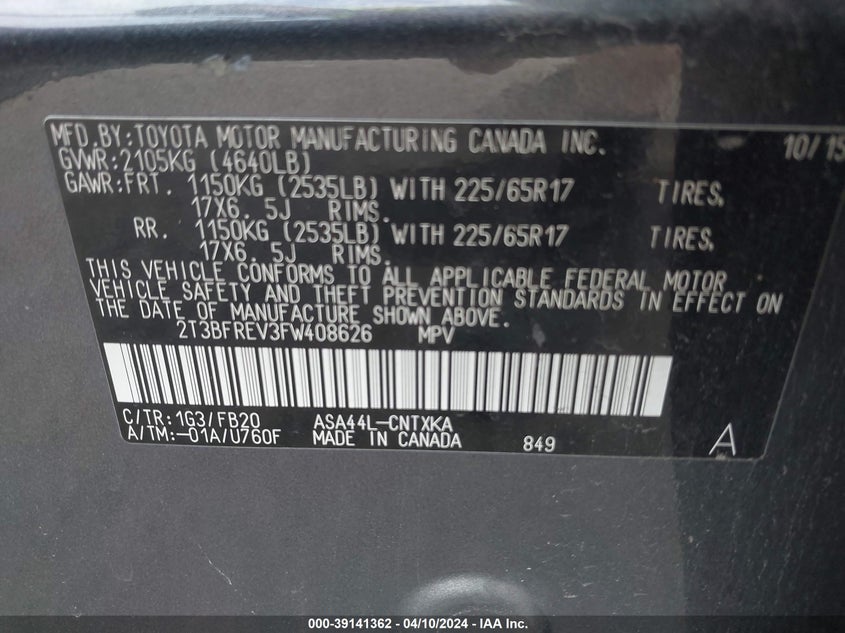 MFD.BY:TOYOTA MOTOR MANUFACTURING CANADA INC. 10/15
GVWR:2105KG (4640LB)
GAWR:FRT. 1150KG (2535LB) WITH 225/65R17 TIRES,
17X6.5J RIMS.
RR. 1150KG (2535LB) WITH 225/65R17 TIRES,
17X6.5J RIMS.
THIS VEHICLE CONFORMS TO ALL APPLICABLE FEDERAL MOTOR
VEHICLE SAFETY AND THEFT PREVENTION STANDARDS IN EFFECT ON
THE DATE OF MANUFACTURE SHOWN ABOVE.
2T3BFREV3FW408626 MPV
C/TR:1G3/FB20 ASA44L-CNTXKA
A/TM:-01A/U760F MADE IN CANADA 849 A
000-39141362 - 04/10/2024 - IAA Inc.